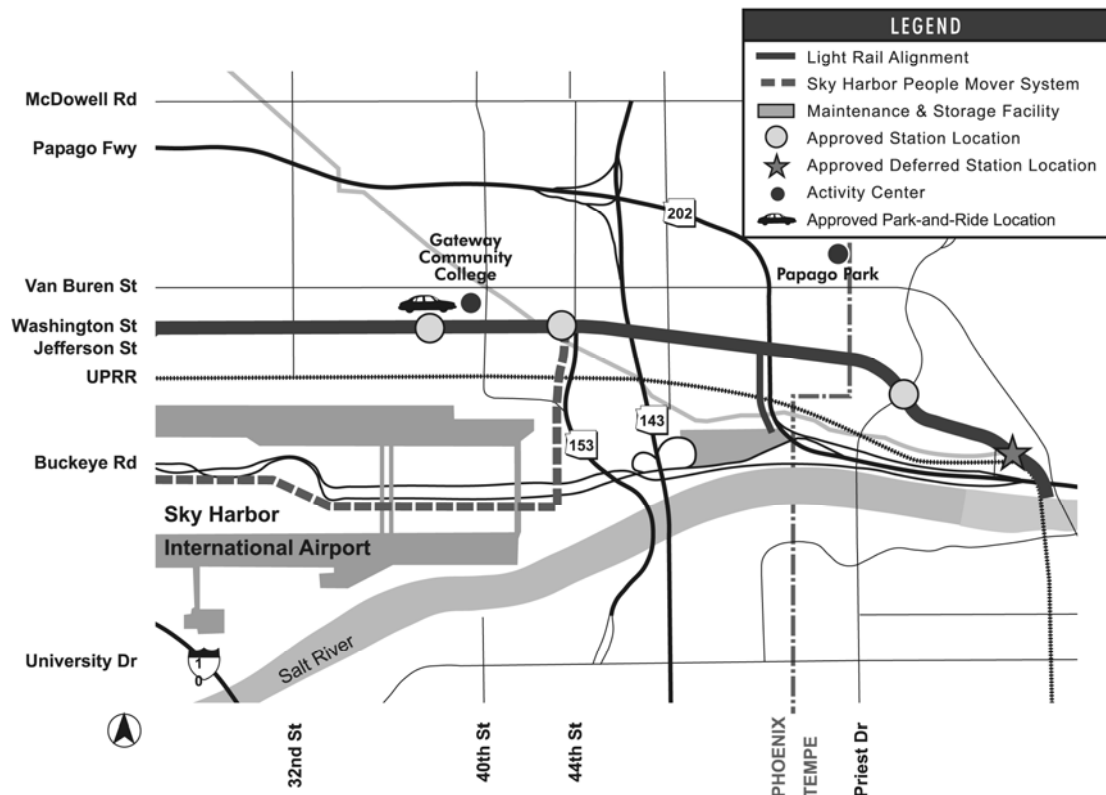 LEGEND
Light Rail Alignment
Sky Harbor People Mover System
Maintenance & Storage Facility
Approved Station Location
Approved Deferred Station Location
Activity Center
Approved Park-and-Ride Location
McDowell Rd
Papago Fwy
202
Gateway
Community
College
Papago Park
Van Buren St
Washington St
Jefferson St
UPRR
153
143
Buckeye Rd
Sky Harbor
International Airport
Salt River
University Dr
1
0
32nd St
40th St
44th St
PHOENIX
TEMPE
Priest Dr